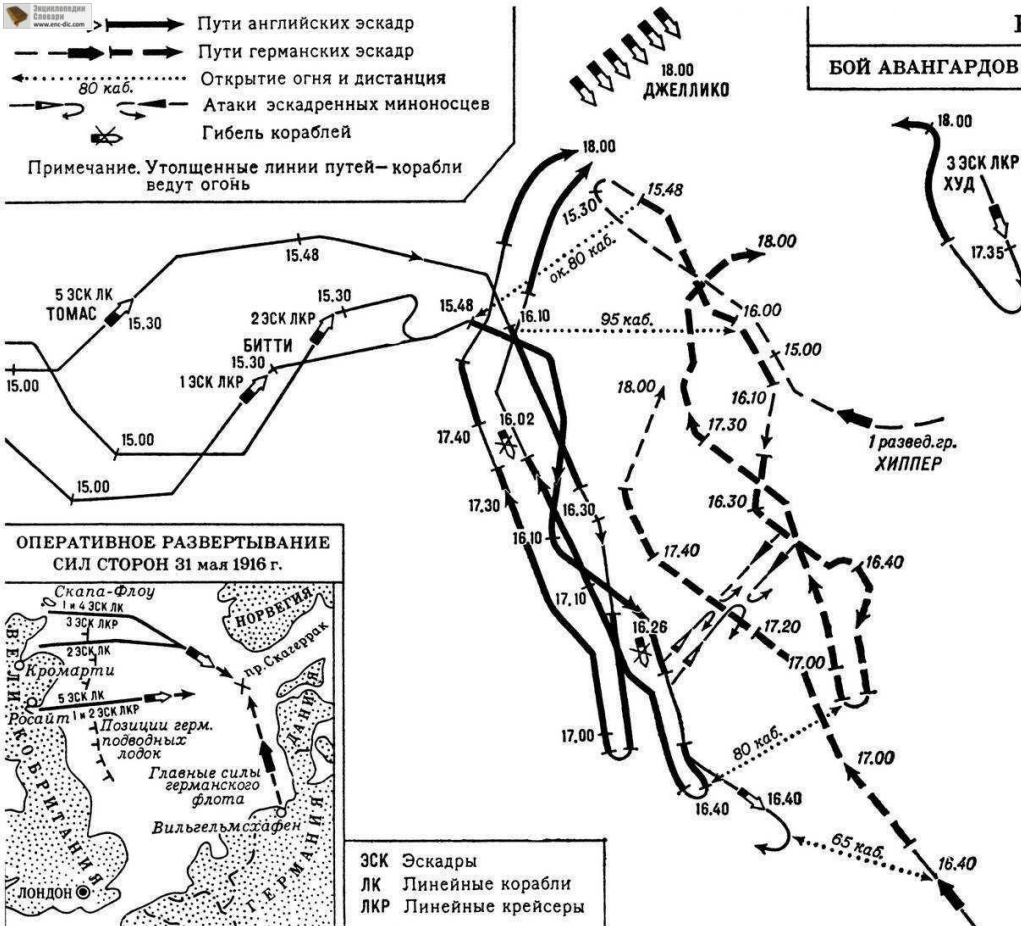 Энциклопедии
Словари
www.enc-dic.com
Пути английских эскадр
Пути германских эскадр
80 каб.
Открытие огня и дистанция
Атаки эскадренных миноносцев
Гибель кораблей
Примечание. Утолщенные линии путей—корабли
ведут огонь
БОЙ АВАНГАРДОВ
18.00
ДЖЕЛЛИКО
18.00
3 ЭСК ЛКР
ХУД
17.35
18.00
15.30
15.48
18.00
ок.80 каб.
15.48
5 ЭСК ЛК
ТОМАС
15.30
15.30
2 ЭСК ЛКР
15.48
16.10
95 каб.
16.00
БИТТИ
15.30
1 ЭСК ЛКР
15.00
15.00
15.00
15.00
18.00
16.10
17.40
16.02
17.30
1 развед.гр.
ХИППЕР
17.30
16.30
16.30
16.10
17.40
16.40
17.10
16.26
17.20
17.00
17.00
80 каб.
17.00
16.40
16.40
65 каб.
16.40
ОПЕРАТИВНОЕ РАЗВЕРТЫВАНИЕ
СИЛ СТОРОН 31 мая 1916 г.
Скапа-Флоу
1 и 4 ЭСК ЛК
3 ЭСК ЛКР
2 ЭСК ЛК
Кромарти
5 ЭСК ЛК
Росайт
1 и 2 ЭСК ЛКР
НОРВЕГИЯ
пр. Скагеррак
ДАНИЯ
Позиции герм.
подводных
лодок
Главные силы
германского
флота
Вильгельмсхафен
ВЕЛИКОБРИТАНИЯ
ГЕРМАНИЯ
ЛОНДОН
ЭСК Эскадры
ЛК Линейные корабли
ЛКР Линейные крейсеры